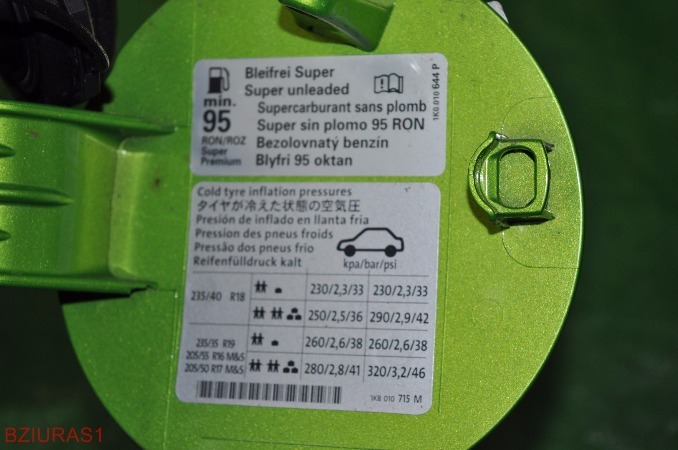 Bleifrei Super
Super unleaded
Supercarburant sans plomb
Super sin plomo 95 RON
Bezolovnatý benzín
Blyfri 95 oktan
min.
95
RON/ROZ
Super
Premium
1K0.010 644 P
Cold tyre inflation pressures
タイヤが冷えた状態の空気圧
Presión de inflado en llanta fria
Pression des pneus froids
Pressão dos pneus frio
Reifenfülldruck kalt
kpa/bar/psi
235/40 R18
230/2,3/33 230/2,3/33
250/2,5/36 290/2,9/42
235/35 R19
205/55 R16 M&S
205/50 R17 M&S
260/2,6/38 260/2,6/38
280/2,8/41 320/3,2/46
1K8 010 715 M
BZIURAS1